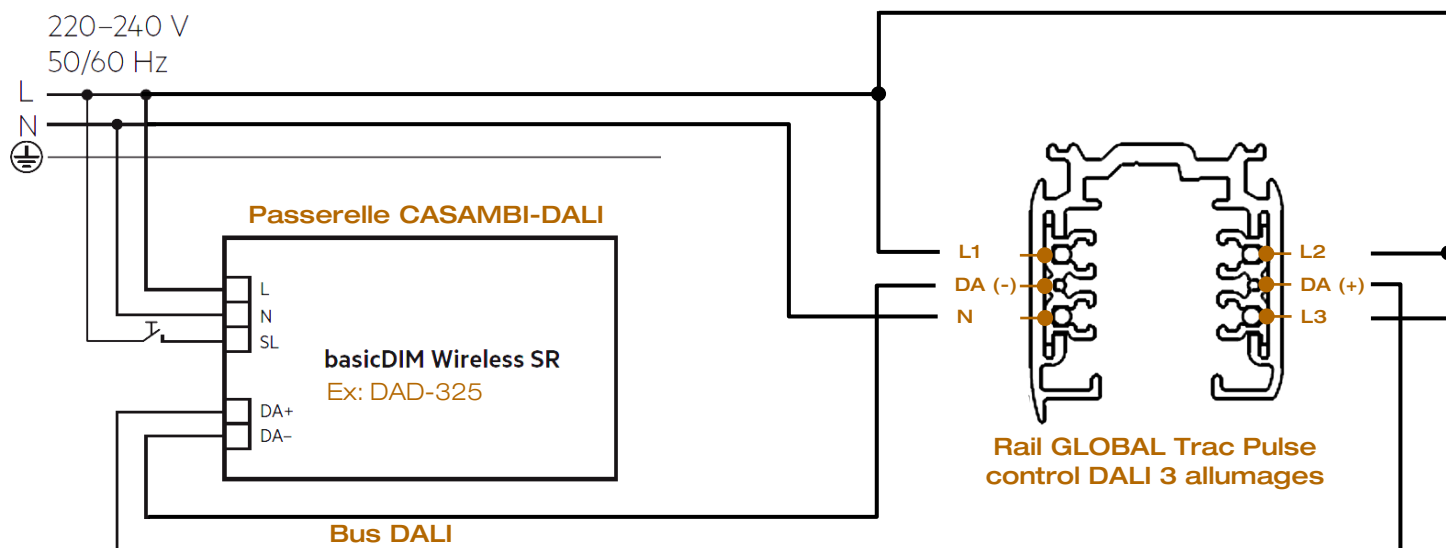 220–240 V
50/60 Hz
L
N
Passerelle CASAMBI-DALI
L
N
SL
basicDIM Wireless SR
Ex: DAD-325
DA+
DA–
Bus DALI
L1
DA (-)
N
L2
DA (+)
L3
Rail GLOBAL Trac Pulse
control DALI 3 allumages